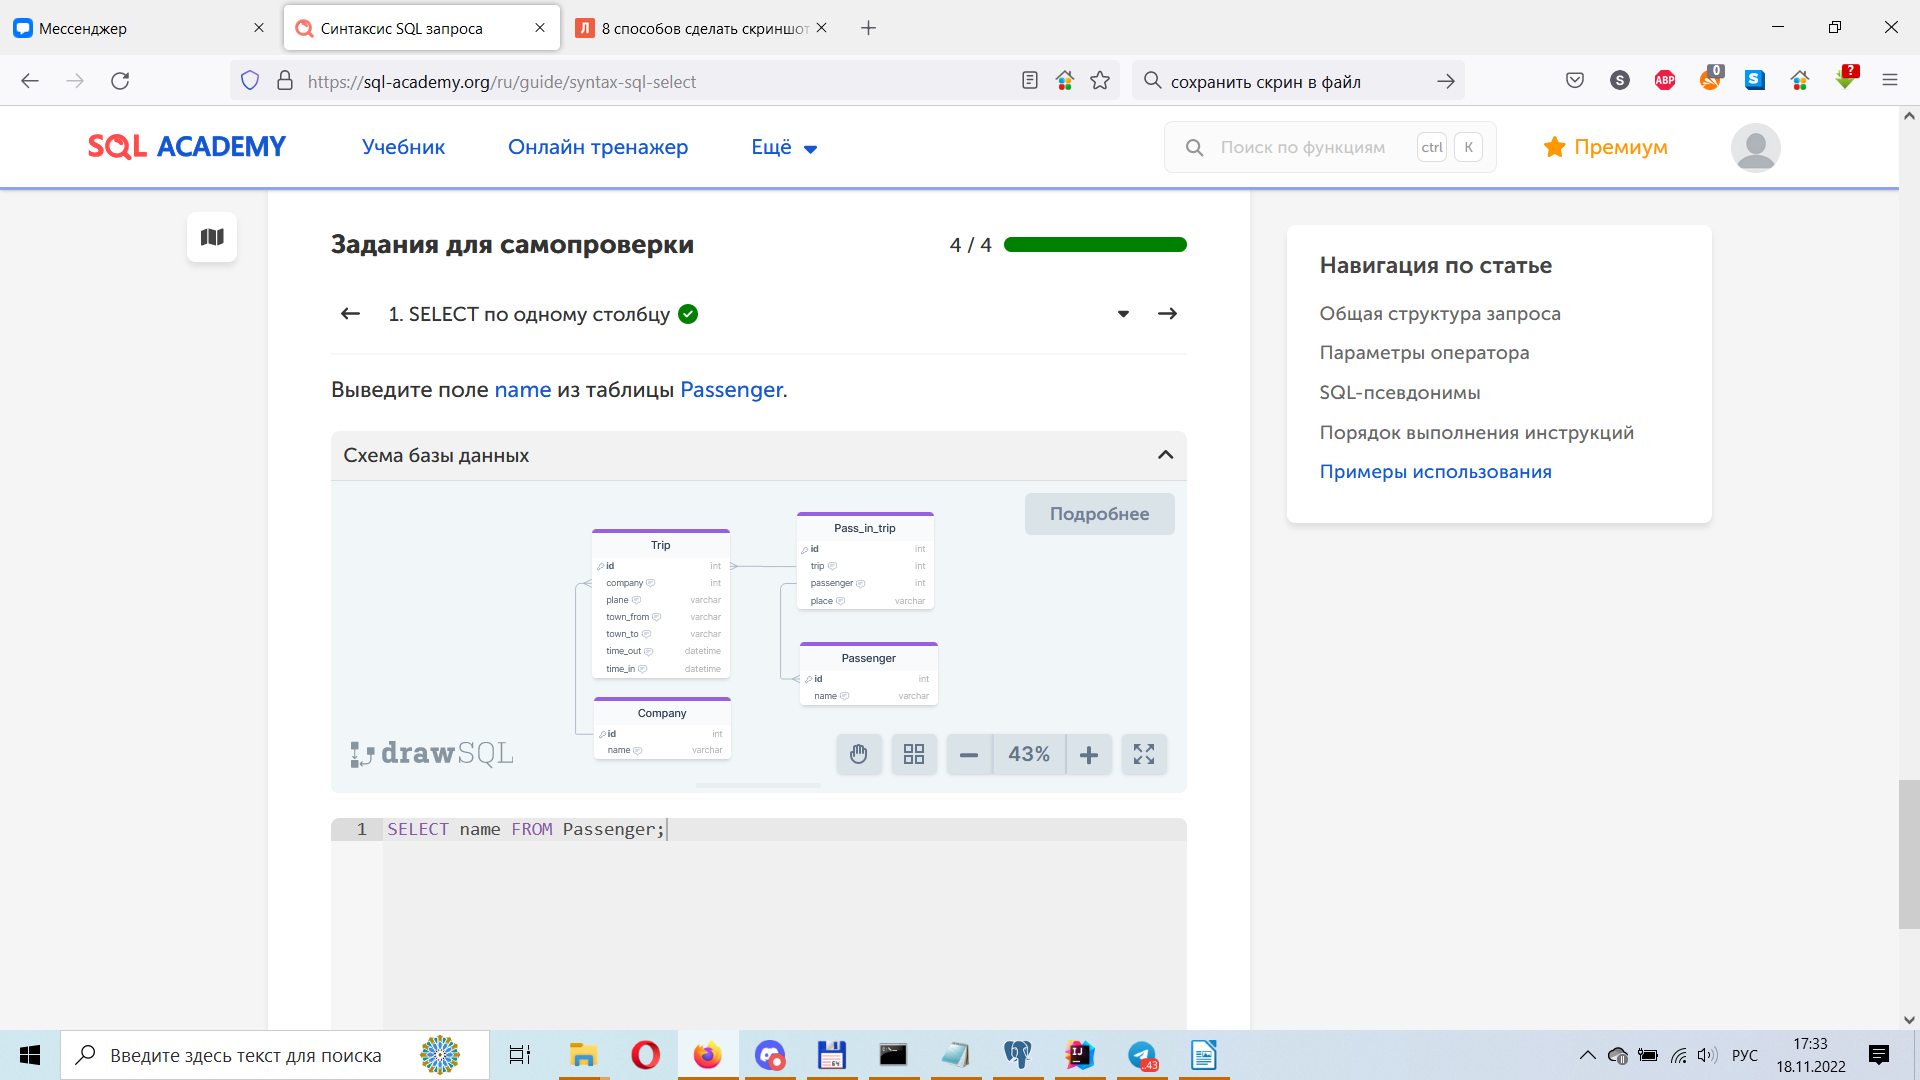 Мессенджер
Синтаксис SQL запроса
8 способов сделать скриншот
https://sql-academy.org/ru/guide/syntax-sql-select
сохранить скрин в файл
S
ABP
0
S
?
SQL ACADEMY
Учебник
Онлайн тренажер
Ещё
Поиск по функциям
ctrl
K
Премиум
Задания для самопроверки
4 / 4
1. SELECT по одному столбцу
Выведите поле name из таблицы Passenger.
Схема базы данных
Подробнее
Trip
id int
company int
plane varchar
town_from varchar
town_to varchar
time_out datetime
time_in datetime
Pass_in_trip
id int
trip int
passenger int
place varchar
Passenger
id int
name varchar
Company
id int
name varchar
drawSQL
43%
1 SELECT name FROM Passenger;
Навигация по статье
Общая структура запроса
Параметры оператора
SQL-псевдонимы
Порядок выполнения инструкций
Примеры использования
Введите здесь текст для поиска
IJ
..43
РУС
17:33
18.11.2022